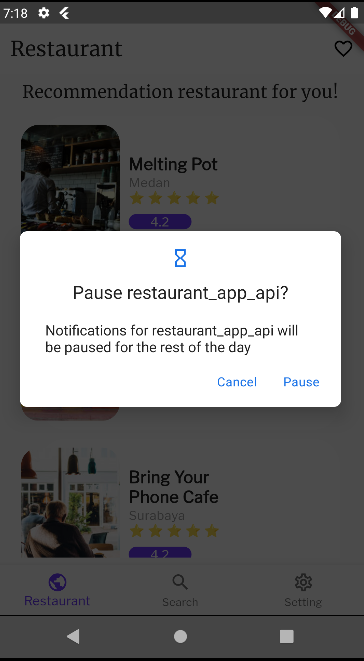 7:18
Restaurant
Recommendation restaurant for you!
Melting Pot
Medan
4.2
Pause restaurant_app_api?
Notifications for restaurant_app_api will
be paused for the rest of the day
Cancel Pause
Bring Your
Phone Cafe
Surabaya
4.2
Restaurant Search Setting